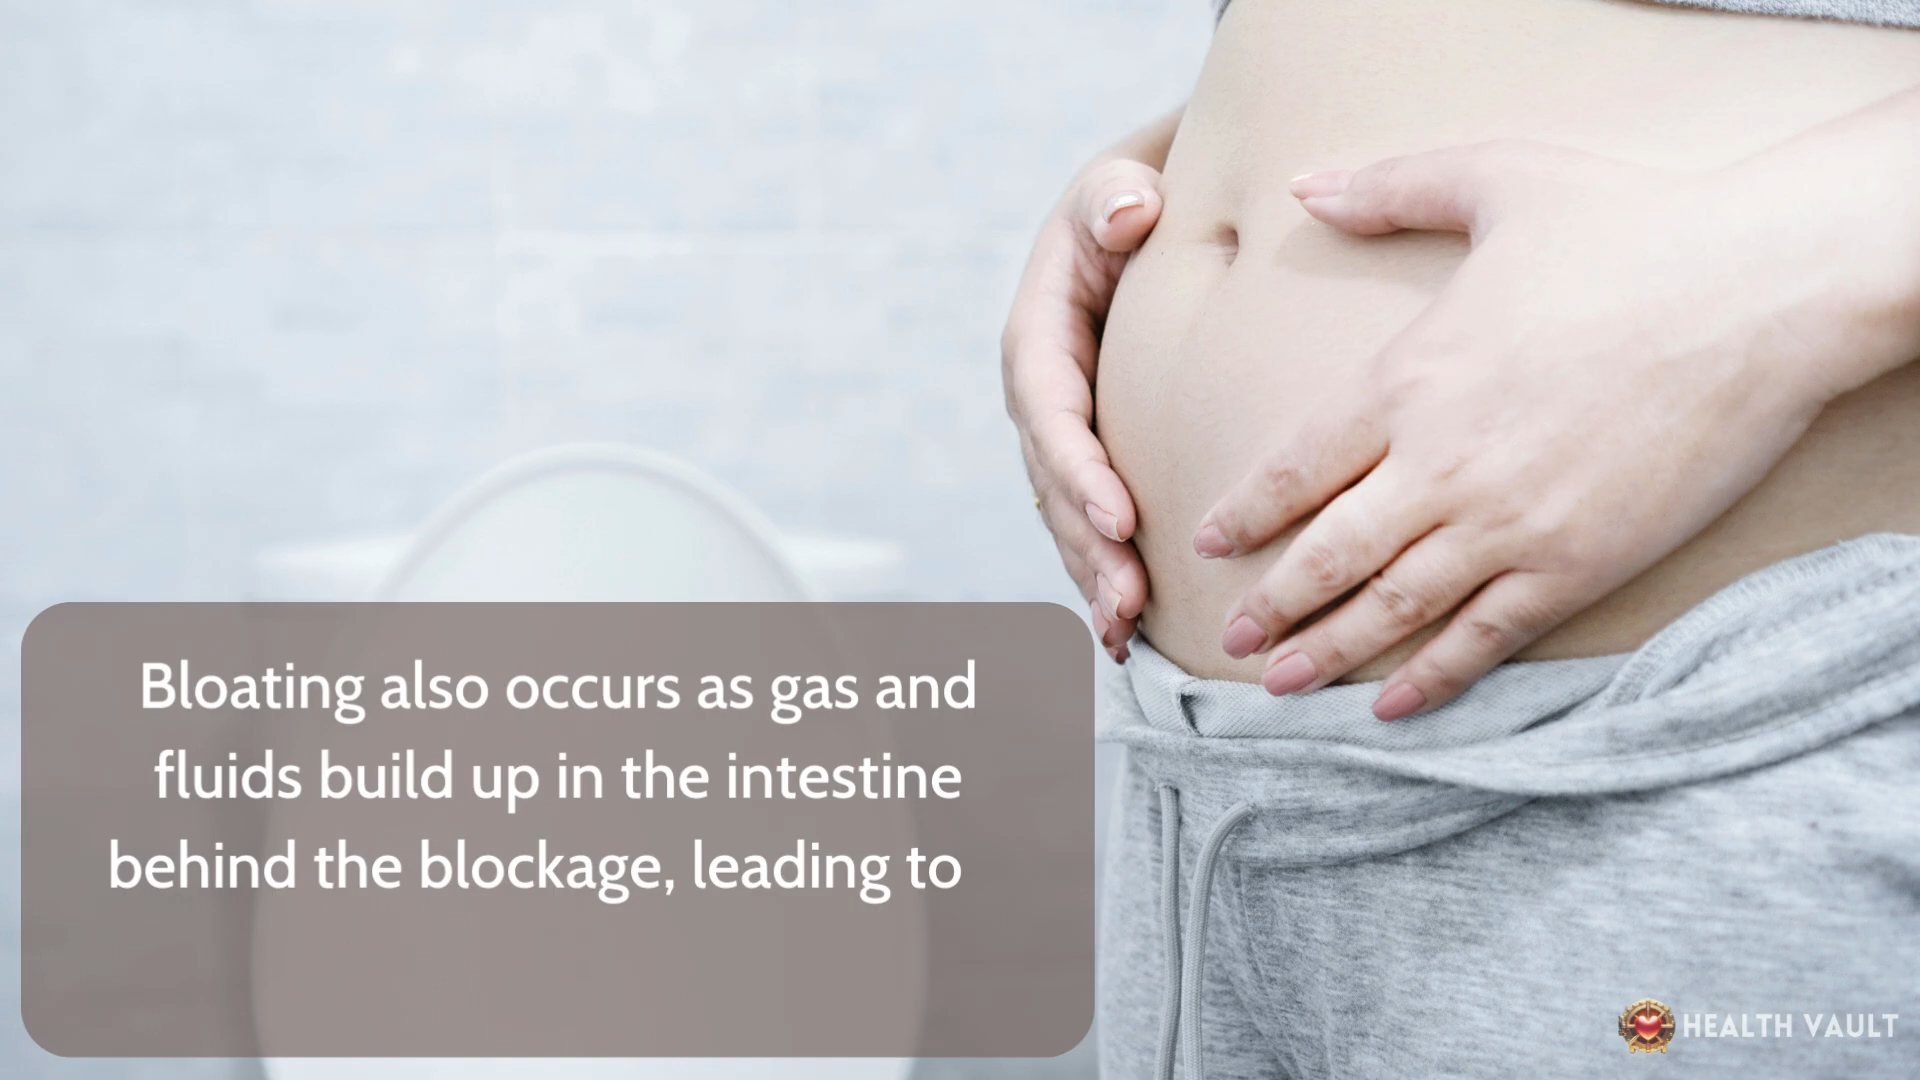 Bloating also occurs as gas and
fluids build up in the intestine
behind the blockage, leading to
HEALTH VAULT